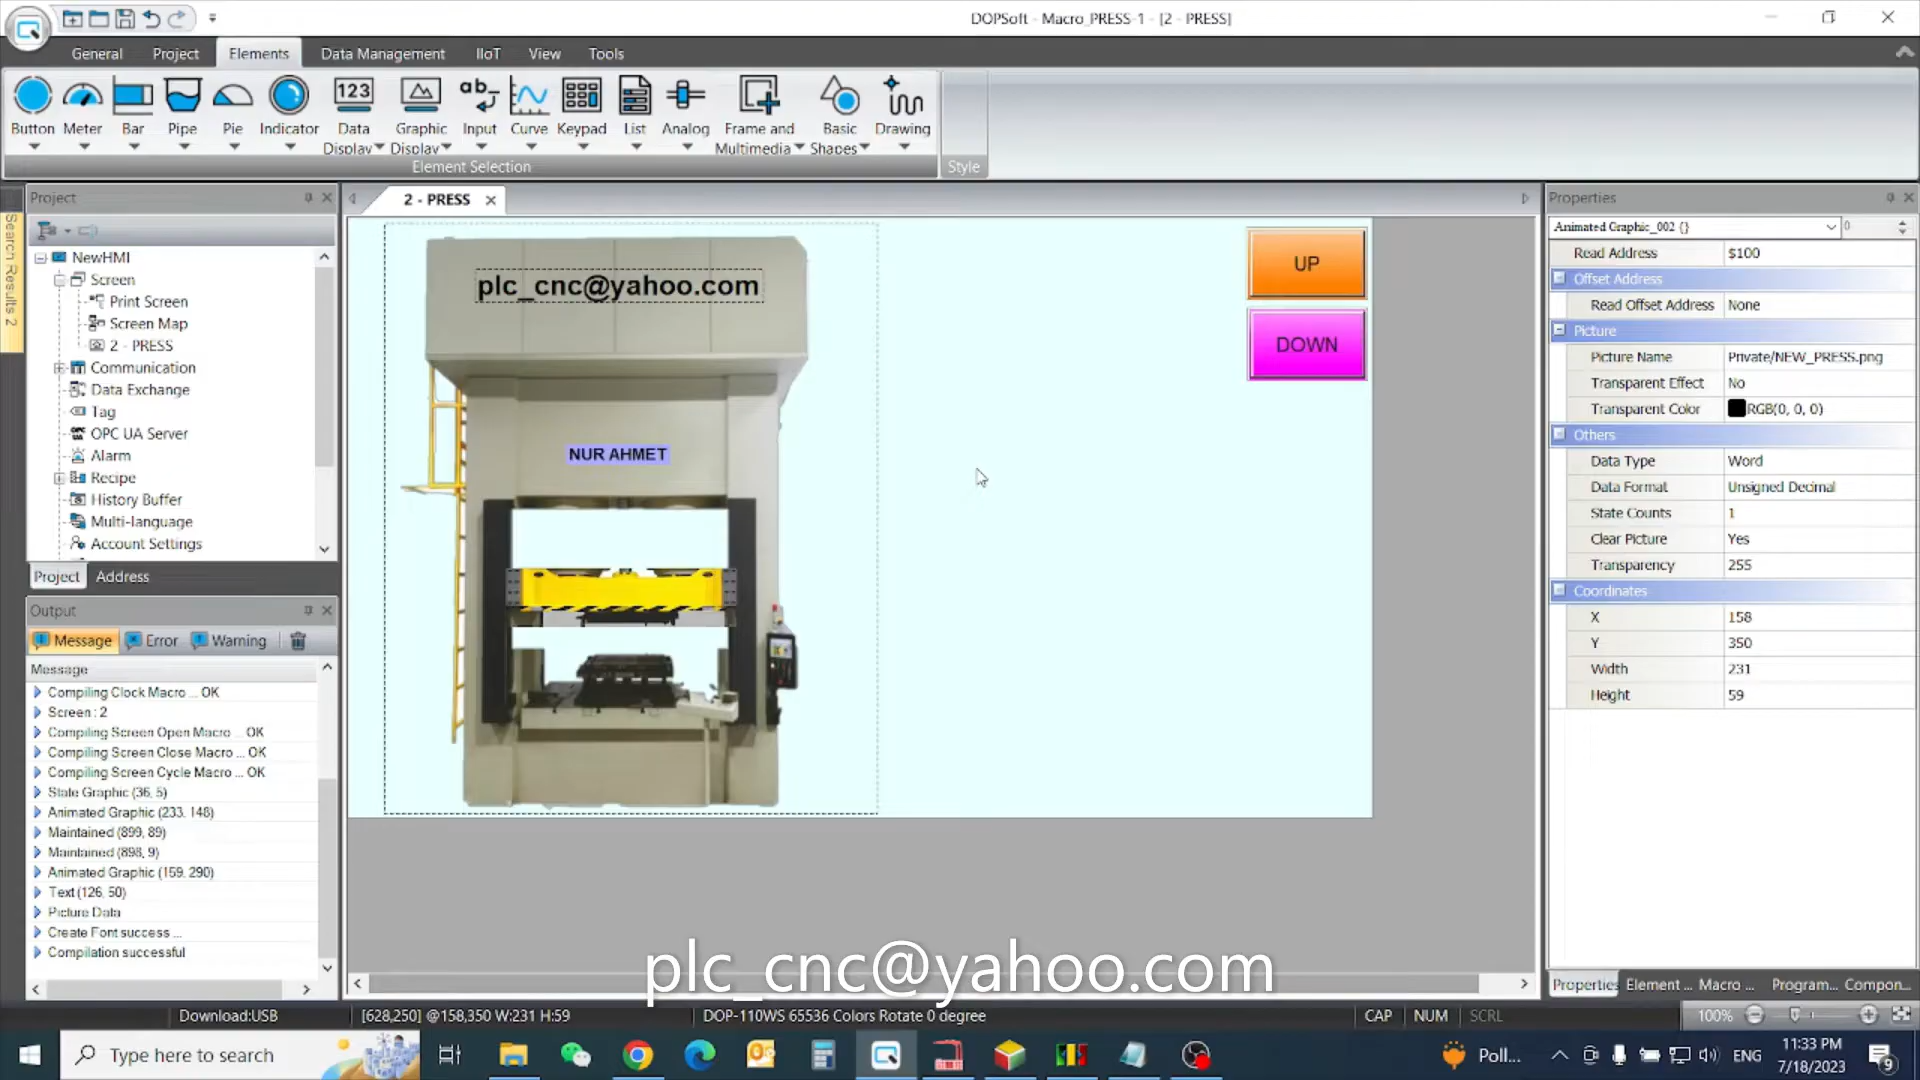 DOPSoft - Macro_PRESS-1 - [2 - PRESS]
General Project Elements Data Management IIoT View Tools
Button Meter Bar Pipe Pie Indicator Data Display Graphic Display Input Curve Keypad List Analog Frame and Multimedia Basic Shapes Drawing
Element Selection
Style
Search Results 2
Project
NewHMI
Screen
Print Screen
Screen Map
2 - PRESS
Communication
Data Exchange
Tag
OPC UA Server
Alarm
Recipe
History Buffer
Multi-language
Account Settings
Project Address
Output
Message Error Warning
Message
Compiling Clock Macro ... OK
Screen : 2
Compiling Screen Open Macro ... OK
Compiling Screen Close Macro ... OK
Compiling Screen Cycle Macro ... OK
State Graphic (36, 5)
Animated Graphic (233, 148)
Maintained (899, 89)
Maintained (898, 9)
Animated Graphic (159, 290)
Text (126, 50)
Picture Data
Create Font success ...
Compilation successful
2 - PRESS
plc_cnc@yahoo.com
NUR AHMET
UP
DOWN
plc_cnc@yahoo.com
Properties
Animated Graphic_002 {} 0
Read Address $100
Offset Address
Read Offset Address None
Picture
Picture Name Private/NEW_PRESS.png
Transparent Effect No
Transparent Color RGB(0, 0, 0)
Others
Data Type Word
Data Format Unsigned Decimal
State Counts 1
Clear Picture Yes
Transparency 255
Coordinates
X 158
Y 350
Width 231
Height 59
Properties Element ... Macro ... Program... Compon...
Download:USB [628,250] @158,350 W:231 H:59 DOP-110WS 65536 Colors Rotate 0 degree CAP NUM SCRL 100%
Type here to search
Poll... ENG 11:33 PM
7/18/2023
9